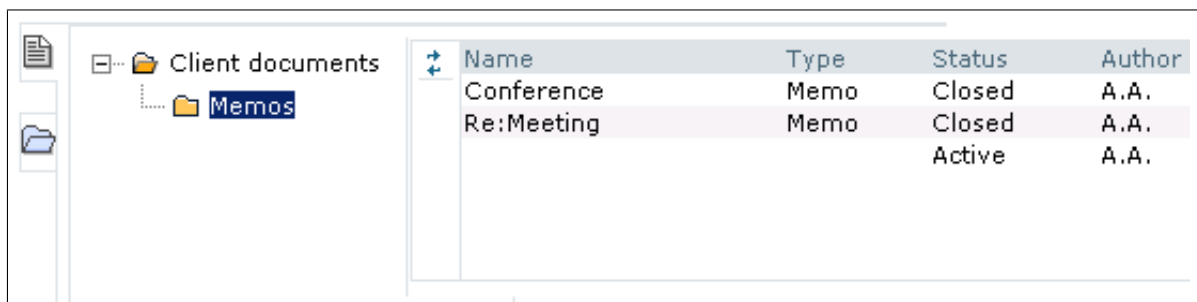 Client documents
Memos
Name Type Status Author
Conference Memo Closed A.A.
Re:Meeting Memo Closed A.A.
Active A.A.